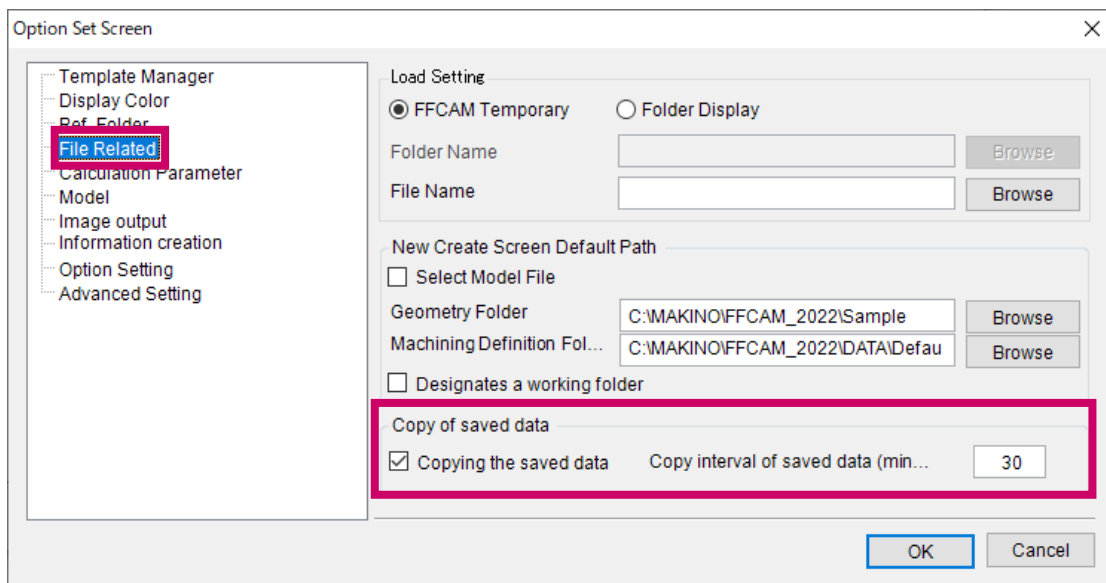 Option Set Screen
Template Manager
Display Color
Ref. Folder
File Related
Calculation Parameter
Model
Image output
Information creation
Option Setting
Advanced Setting
Load Setting
FFCAM Temporary Folder Display
Folder Name Browse
File Name Browse
New Create Screen Default Path
Select Model File
Geometry Folder C:\MAKINO\FFCAM_2022\Sample Browse
Machining Definition Fol... C:\MAKINO\FFCAM_2022\DATA\Defau Browse
Designates a working folder
Copy of saved data
Copying the saved data Copy interval of saved data (min... 30
OK Cancel